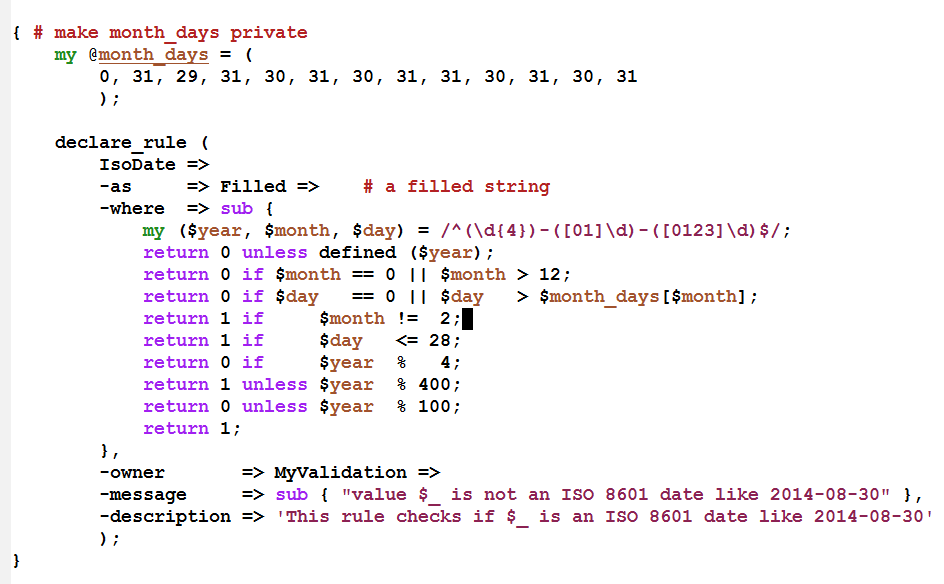 { # make month_days private
    my @month_days = (
        0, 31, 29, 31, 30, 31, 30, 31, 31, 30, 31, 30, 31
        );

    declare_rule (
        IsoDate =>
        -as     => Filled =>    # a filled string
        -where  => sub {
            my ($year, $month, $day) = /^(\d{4})-([01]\d)-([0123]\d)$/;
            return 0 unless defined ($year);
            return 0 if $month == 0 || $month > 12;
            return 0 if $day   == 0 || $day   > $month_days[$month];
            return 1 if     $month !=  2;
            return 1 if     $day   <= 28;
            return 0 if     $year  %   4;
            return 1 unless $year  % 400;
            return 0 unless $year  % 100;
            return 1;
        },
        -owner       => MyValidation =>
        -message     => sub { "value $_ is not an ISO 8601 date like 2014-08-30" },
        -description => 'This rule checks if $_ is an ISO 8601 date like 2014-08-30'
        );
}